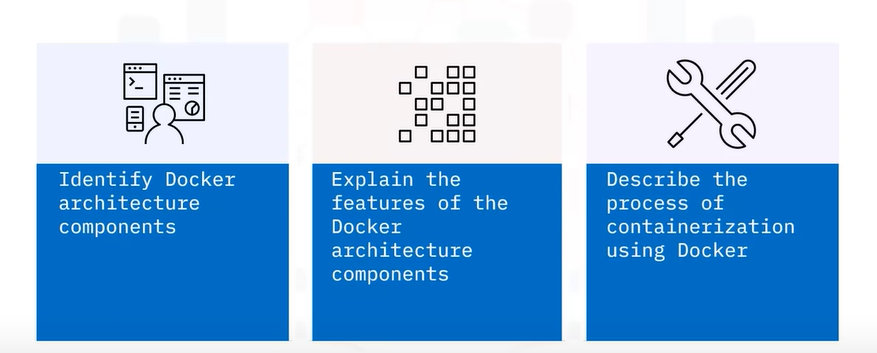 Identify Docker
architecture
components
Explain the
features of the
Docker
architecture
components
Describe the
process of
containerization
using Docker